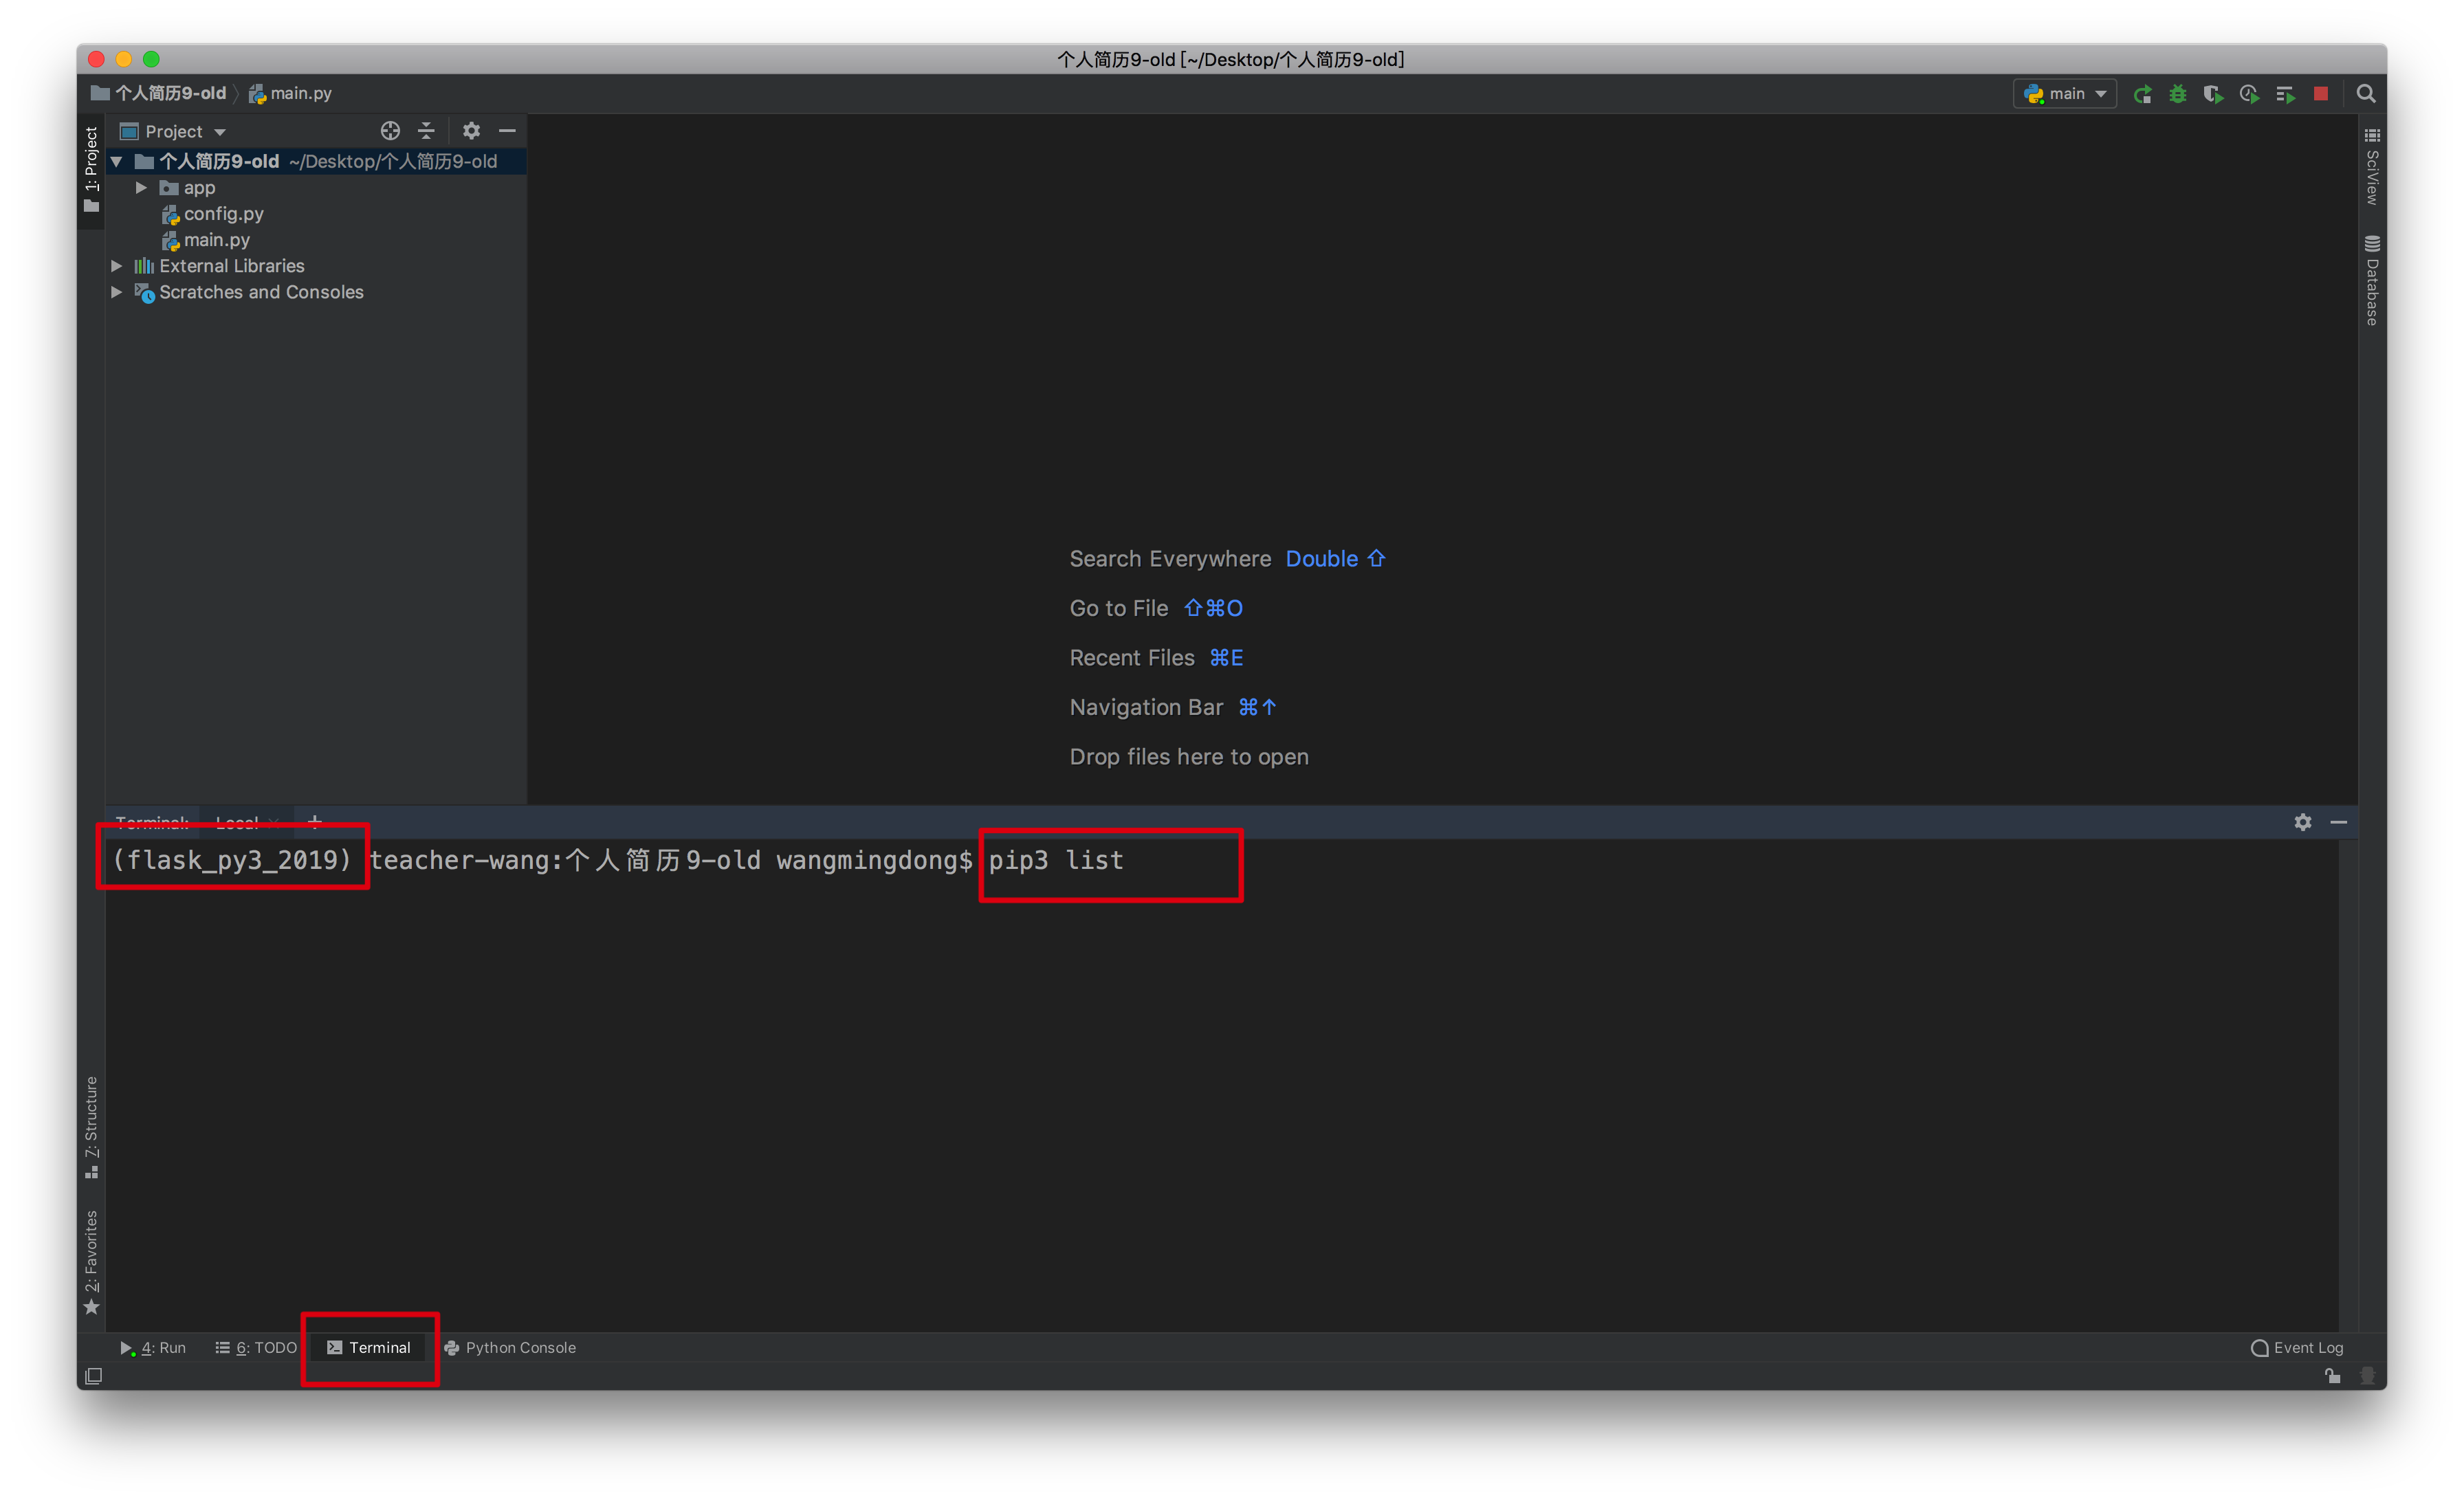 个人简历9-old [~/Desktop/个人简历9-old]
个人简历9-old
main.py
main
1: Project
Project
个人简历9-old ~/Desktop/个人简历9-old
app
config.py
main.py
External Libraries
Scratches and Consoles
SciView
Database
Search Everywhere Double ⇧
Go to File ⇧⌘O
Recent Files ⌘E
Navigation Bar ⌘↑
Drop files here to open
Terminal: Local × +
(flask_py3_2019) teacher-wang:个人简历9-old wangmingdong$ pip3 list
7: Structure
2: Favorites
4: Run
6: TODO
Terminal
Python Console
Event Log